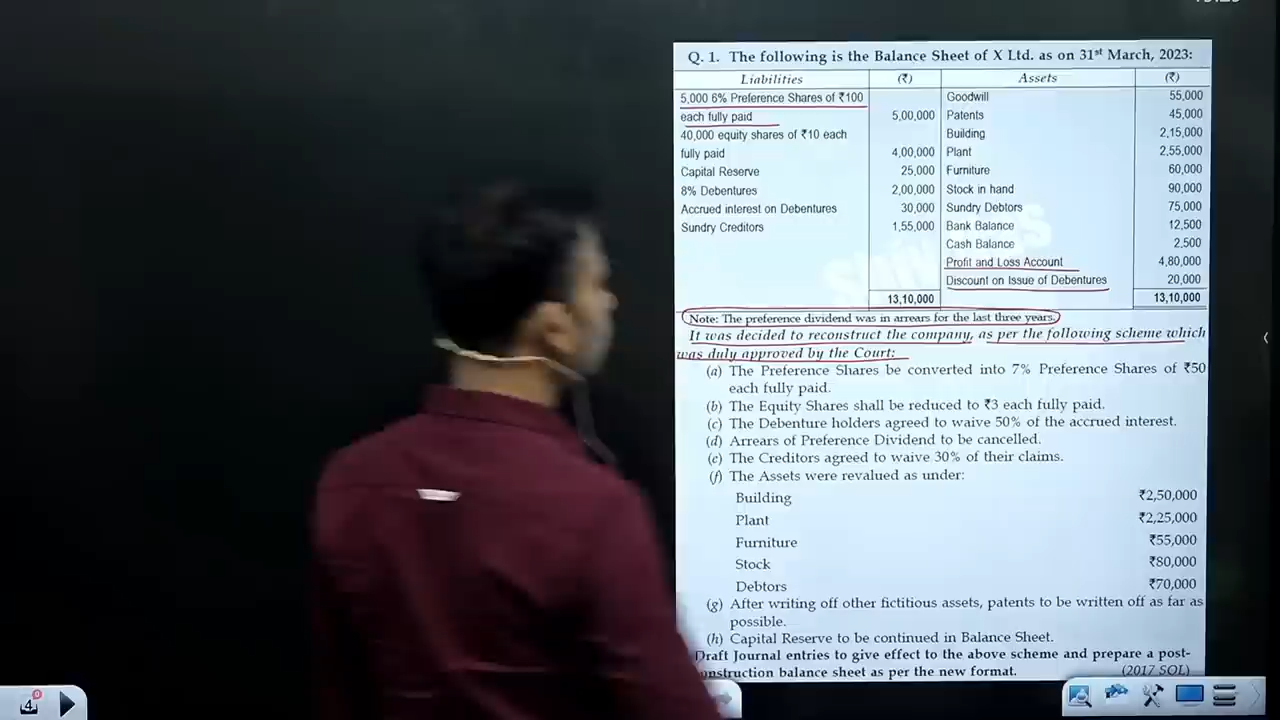 Q. 1. The following is the Balance Sheet of X Ltd. as on 31st March, 2023:
Liabilities (₹) Assets (₹)
5,000 6% Preference Shares of ₹100 Goodwill 55,000
each fully paid 5,00,000 Patents 45,000
40,000 equity shares of ₹10 each Building 2,15,000
fully paid 4,00,000 Plant 2,55,000
Capital Reserve 25,000 Furniture 60,000
8% Debentures 2,00,000 Stock in hand 90,000
Accrued interest on Debentures 30,000 Sundry Debtors 75,000
Sundry Creditors 1,55,000 Bank Balance 12,500
Cash Balance 2.500
Profit and Loss Account 4,80,000
Discount on Issue of Debentures 20,000
13,10,000 13,10,000
Note: The preference dividend was in arrears for the last three years.
It was decided to reconstruct the company, as per the following scheme which
was duly approved by the Court:
(a) The Preference Shares be converted into 7% Preference Shares of ₹50
each fully paid.
(b) The Equity Shares shall be reduced to ₹3 each fully paid.
(c) The Debenture holders agreed to waive 50% of the accrued interest.
(d) Arrears of Preference Dividend to be cancelled.
(e) The Creditors agreed to waive 30% of their claims.
(f) The Assets were revalued as under:
Building ₹2,50,000
Plant ₹2,25,000
Furniture ₹55,000
Stock ₹80,000
Debtors ₹70,000
(g) After writing off other fictitious assets, patents to be written off as far as
possible.
(h) Capital Reserve to be continued in Balance Sheet.
Draft Journal entries to give effect to the above scheme and prepare a post-
onstruction balance sheet as per the new format. (2017 SOL)
4
0